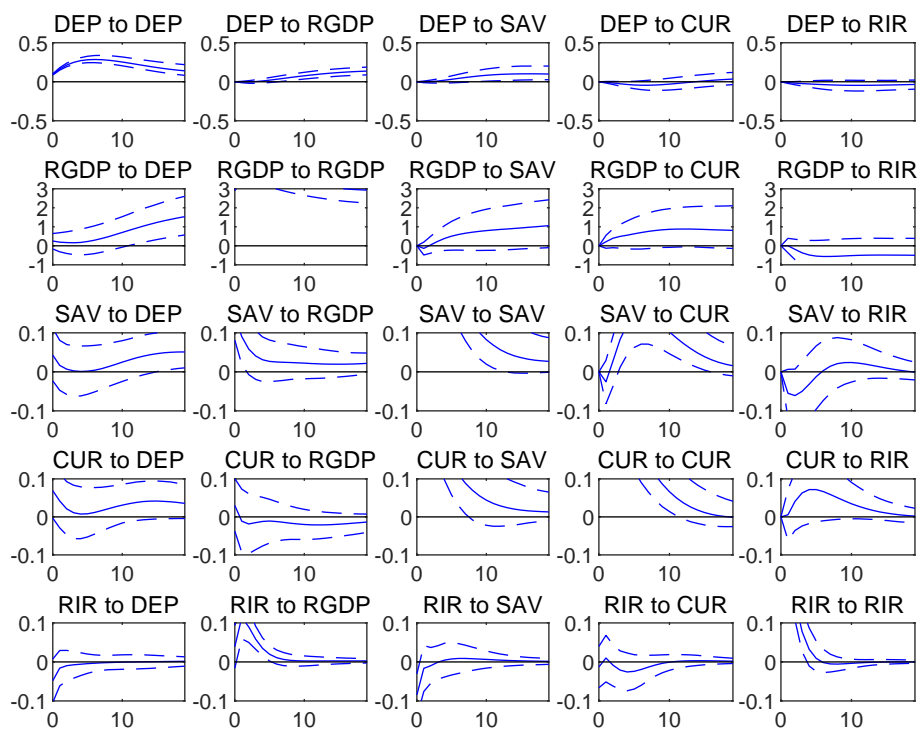 DEP to DEP DEP to RGDP DEP to SAV DEP to CUR DEP to RIR
0.5 0.5 0.5 0.5 0.5
0 0 0 0 0
-0.5 -0.5 -0.5 -0.5 -0.5
0 10 0 10 0 10 0 10 0 10
RGDP to DEP RGDP to RGDP RGDP to SAV RGDP to CUR RGDP to RIR
3 3 3 3 3
2 2 2 2 2
1 1 1 1 1
0 0 0 0 0
-1 -1 -1 -1 -1
0 10 0 10 0 10 0 10 0 10
SAV to DEP SAV to RGDP SAV to SAV SAV to CUR SAV to RIR
0.1 0.1 0.1 0.1 0.1
0 0 0 0 0
-0.1 -0.1 -0.1 -0.1 -0.1
0 10 0 10 0 10 0 10 0 10
CUR to DEP CUR to RGDP CUR to SAV CUR to CUR CUR to RIR
0.1 0.1 0.1 0.1 0.1
0 0 0 0 0
-0.1 -0.1 -0.1 -0.1 -0.1
0 10 0 10 0 10 0 10 0 10
RIR to DEP RIR to RGDP RIR to SAV RIR to CUR RIR to RIR
0.1 0.1 0.1 0.1 0.1
0 0 0 0 0
-0.1 -0.1 -0.1 -0.1 -0.1
0 10 0 10 0 10 0 10 0 10